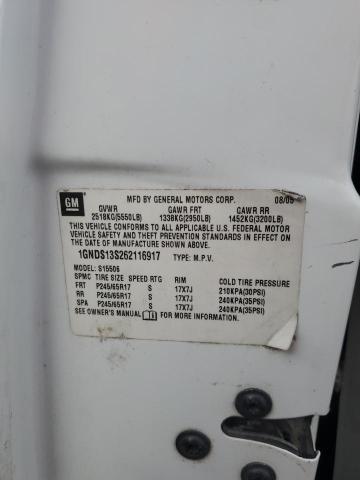 GM
MFD BY GENERAL MOTORS CORP. 08/05
GVWR GAWR FRT GAWR RR
2518KG(5550LB) 1338KG(2950LB) 1452KG(3200LB)
THIS VEHICLE CONFORMS TO ALL APPLICABLE U.S. FEDERAL MOTOR
VEHICLE SAFETY AND THEFT PREVENTION STANDARDS IN EFFECT ON
THE DATE OF MANUFACTURE SHOWN ABOVE.
1GNDS13S262116917 TYPE: M.P.V.
MODEL: S15506
SPMC TIRE SIZE SPEED RTG RIM COLD TIRE PRESSURE
FRT P245/65R17 S 17X7J 210KPA(30PSI)
RR P245/65R17 S 17X7J 240KPA(35PSI)
SPA P245/65R17 S 17X7J 240KPA(35PSI)
SEE OWNER'S MANUAL FOR MORE INFORMATION.